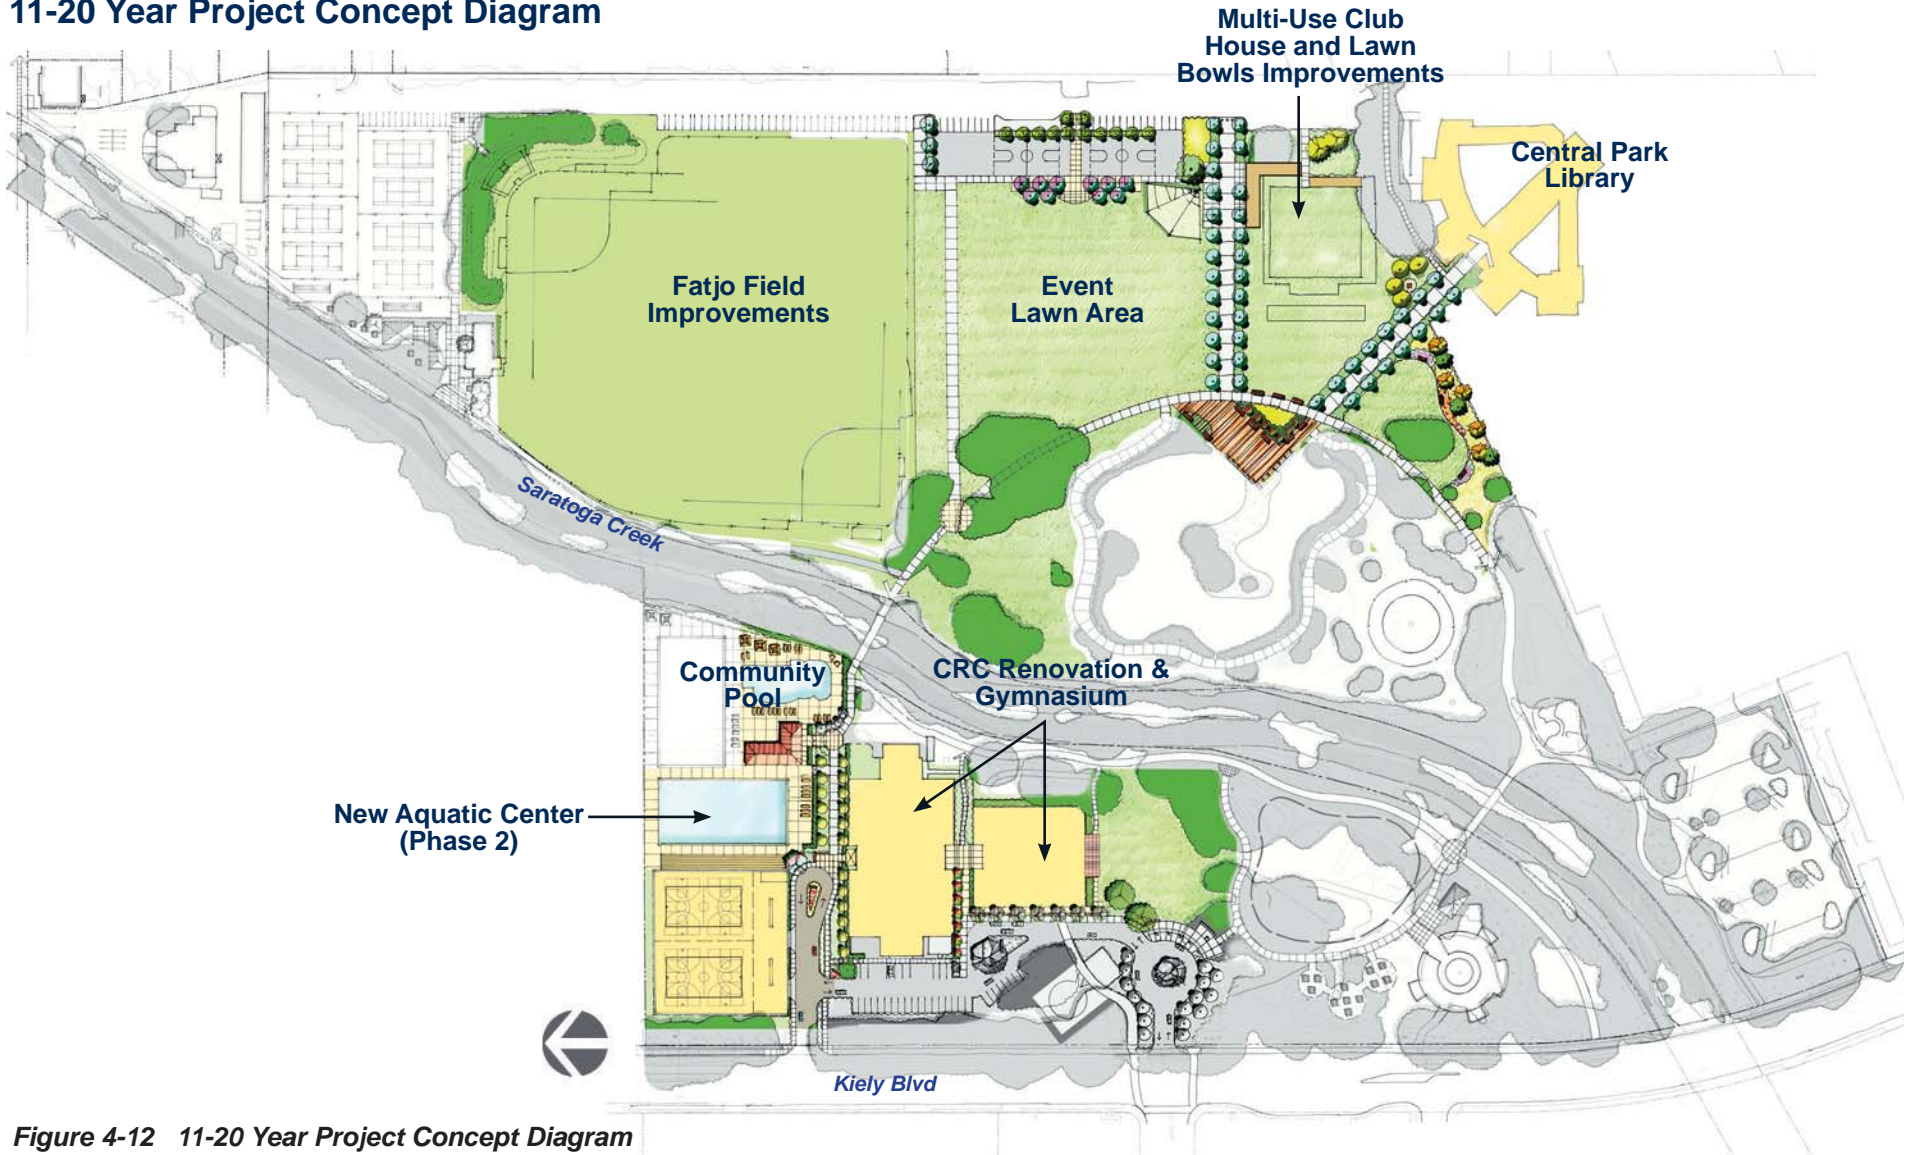 11-20 Year Project Concept Diagram
Multi-Use Club
House and Lawn
Bowls Improvements
Central Park
Library
Fatjo Field
Improvements
Event
Lawn Area
Saratoga Creek
Community
Pool
CRC Renovation &
Gymnasium
New Aquatic Center
(Phase 2)
Kiely Blvd
Figure 4-12 11-20 Year Project Concept Diagram